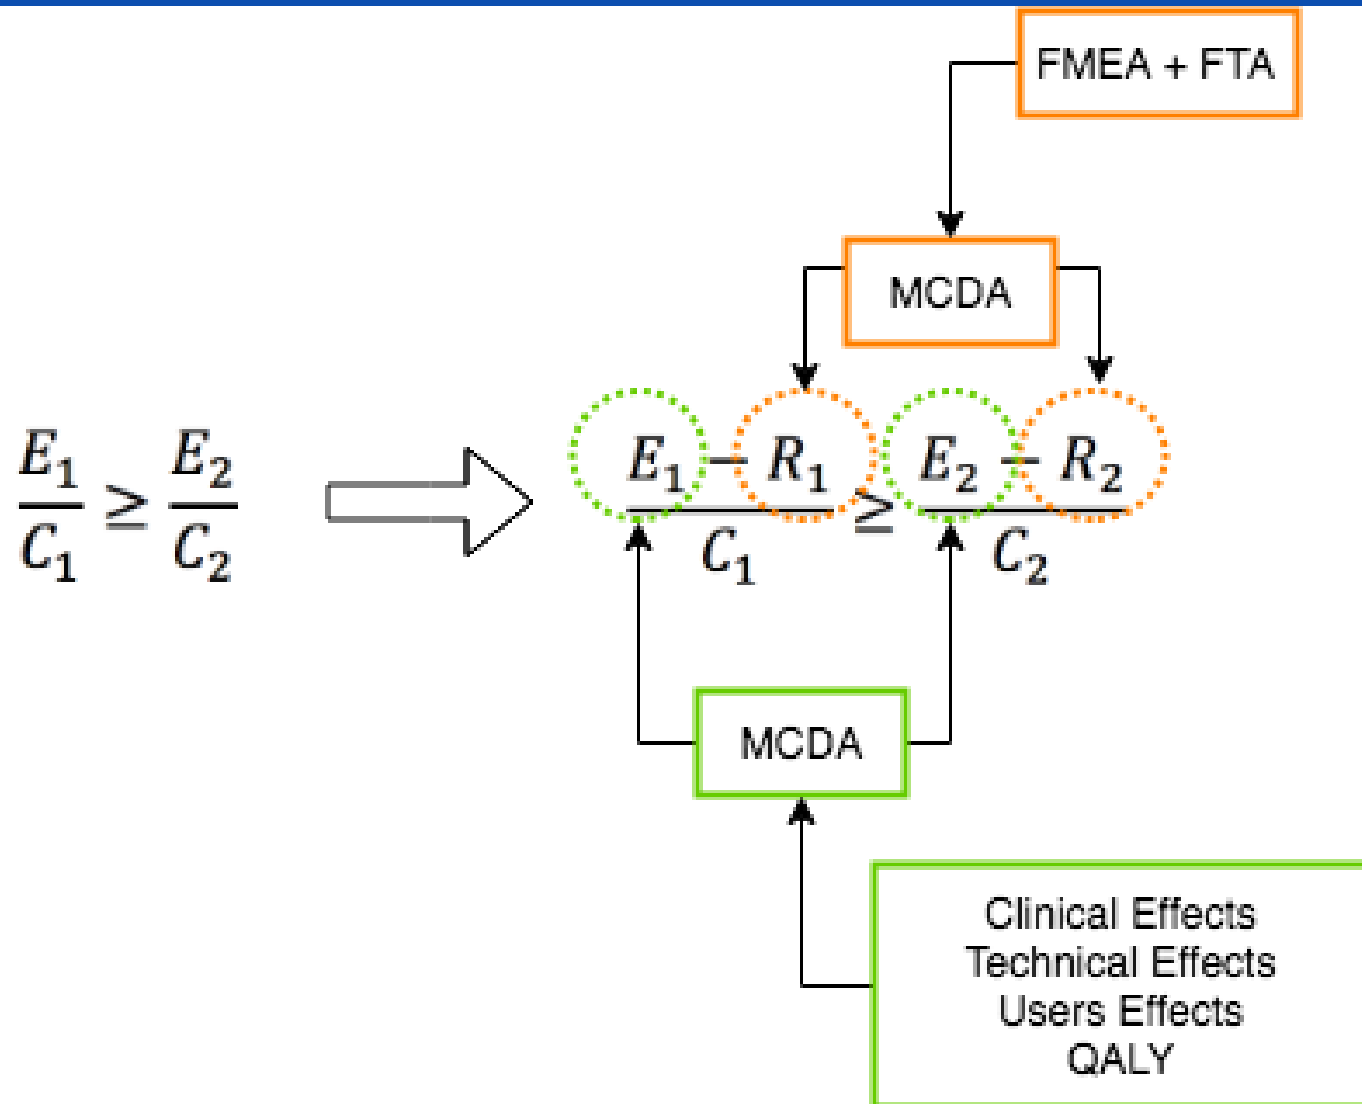 FMEA + FTA
MCDA
E₁/C₁ ≥ E₂/C₂
E₁ − R₁ / C₁ ≥ E₂ − R₂ / C₂
MCDA
Clinical Effects
Technical Effects
Users Effects
QALY